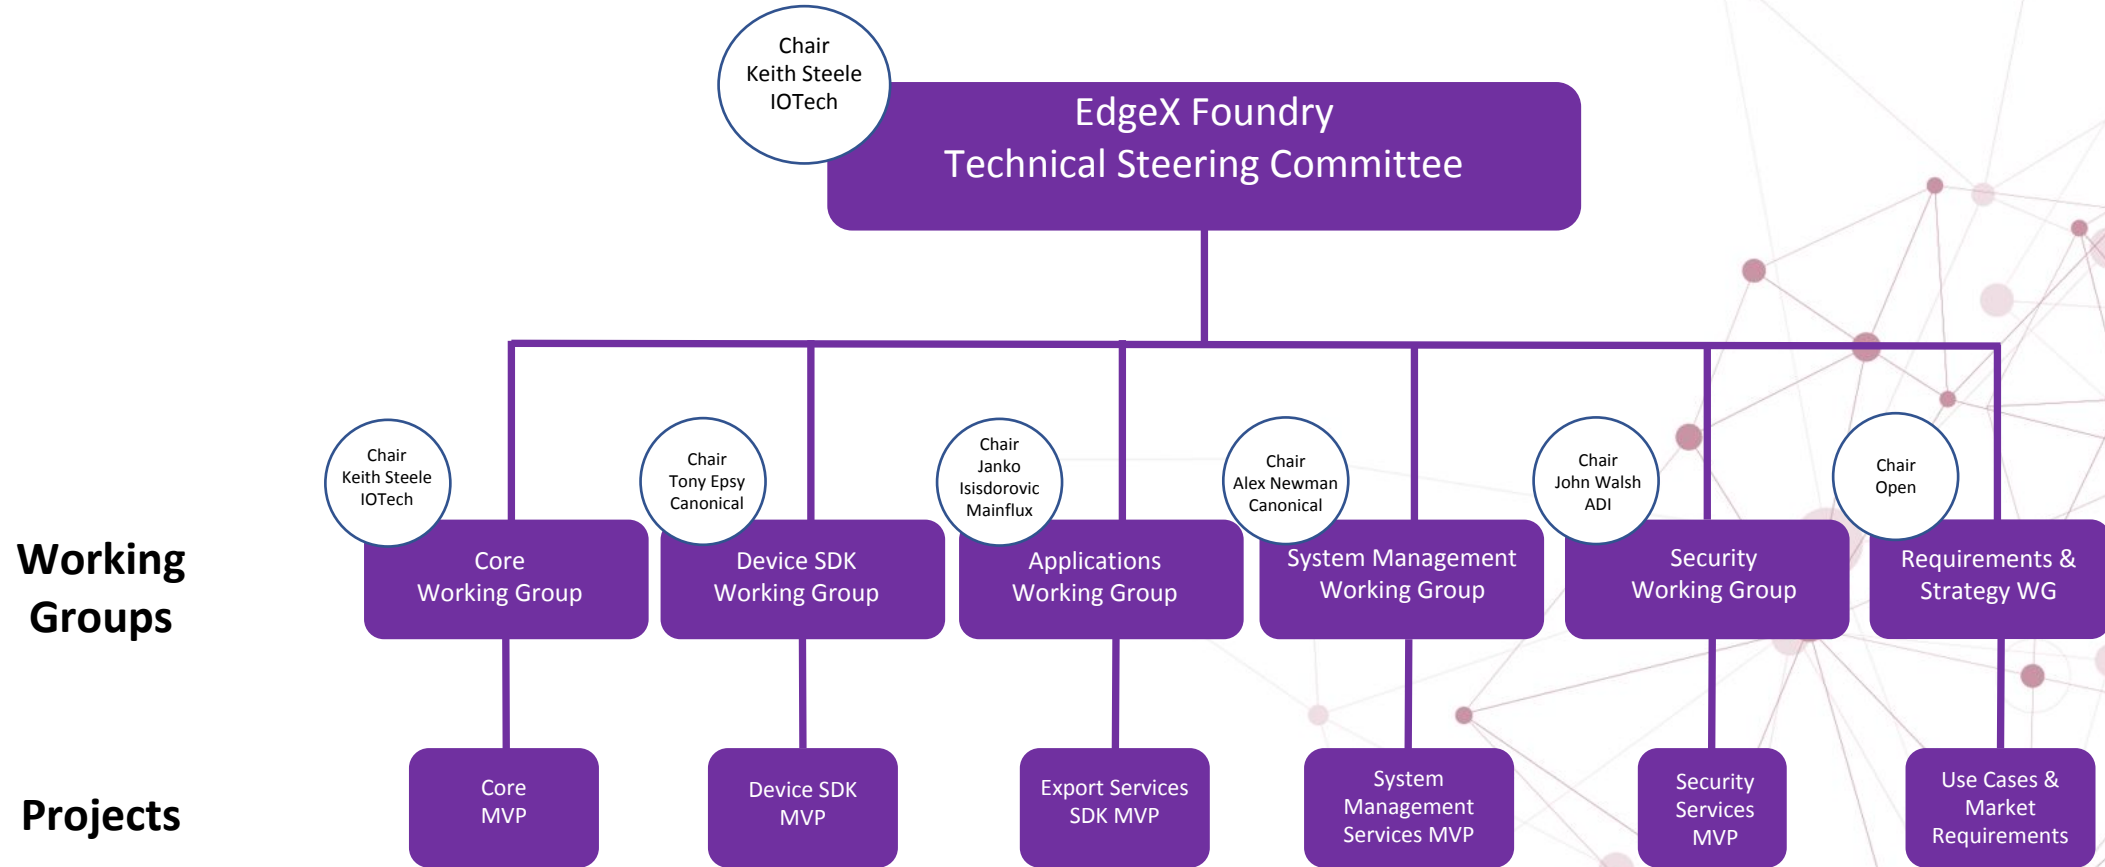 Chair
Keith Steele
IOTech
EdgeX Foundry
Technical Steering Committee
Working
Groups
Chair
Keith Steele
IOTech
Core
Working Group
Chair
Tony Epsy
Canonical
Device SDK
Working Group
Chair
Janko
Isisdorovic
Mainflux
Applications
Working Group
Chair
Alex Newman
Canonical
System Management
Working Group
Chair
John Walsh
ADI
Security
Working Group
Chair
Open
Requirements &
Strategy WG
Projects
Core
MVP
Device SDK
MVP
Export Services
SDK MVP
System
Management
Services MVP
Security
Services
MVP
Use Cases &
Market
Requirements